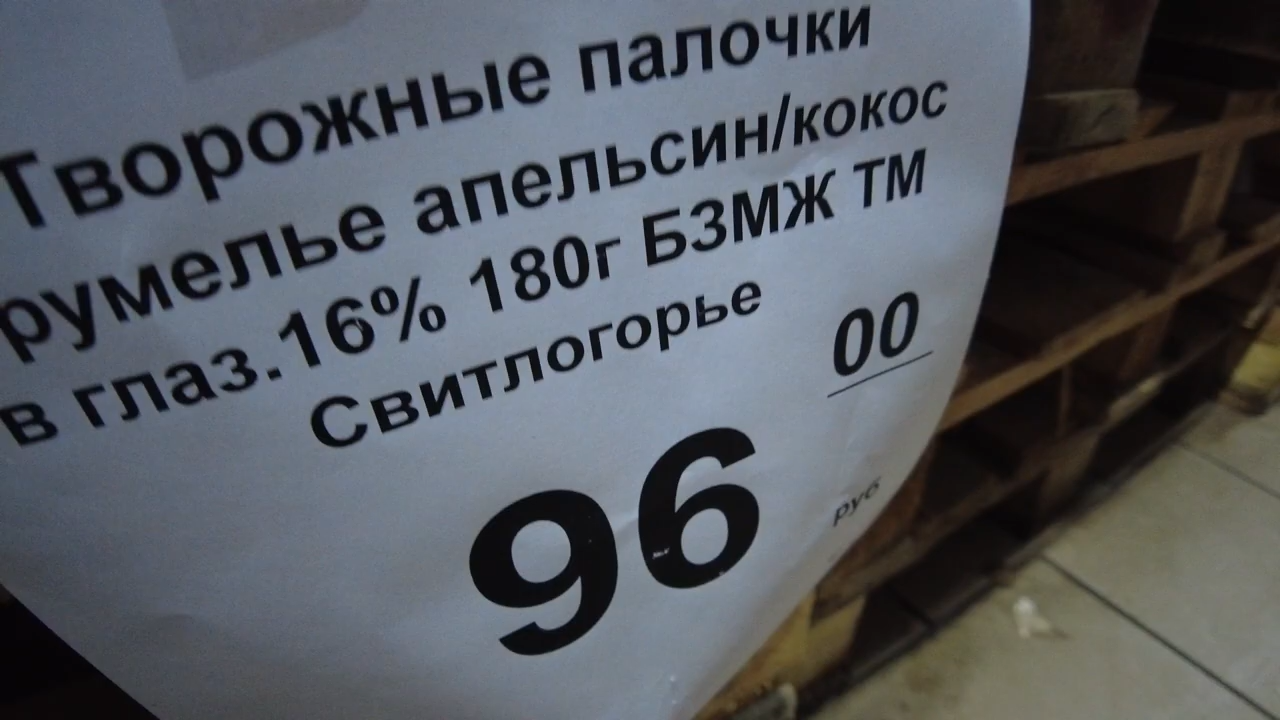 Творожные палочки
румелье апельсин/кокос
в глаз.16% 180г БЗМЖ ТМ
Свитлогорье
96 00
руб